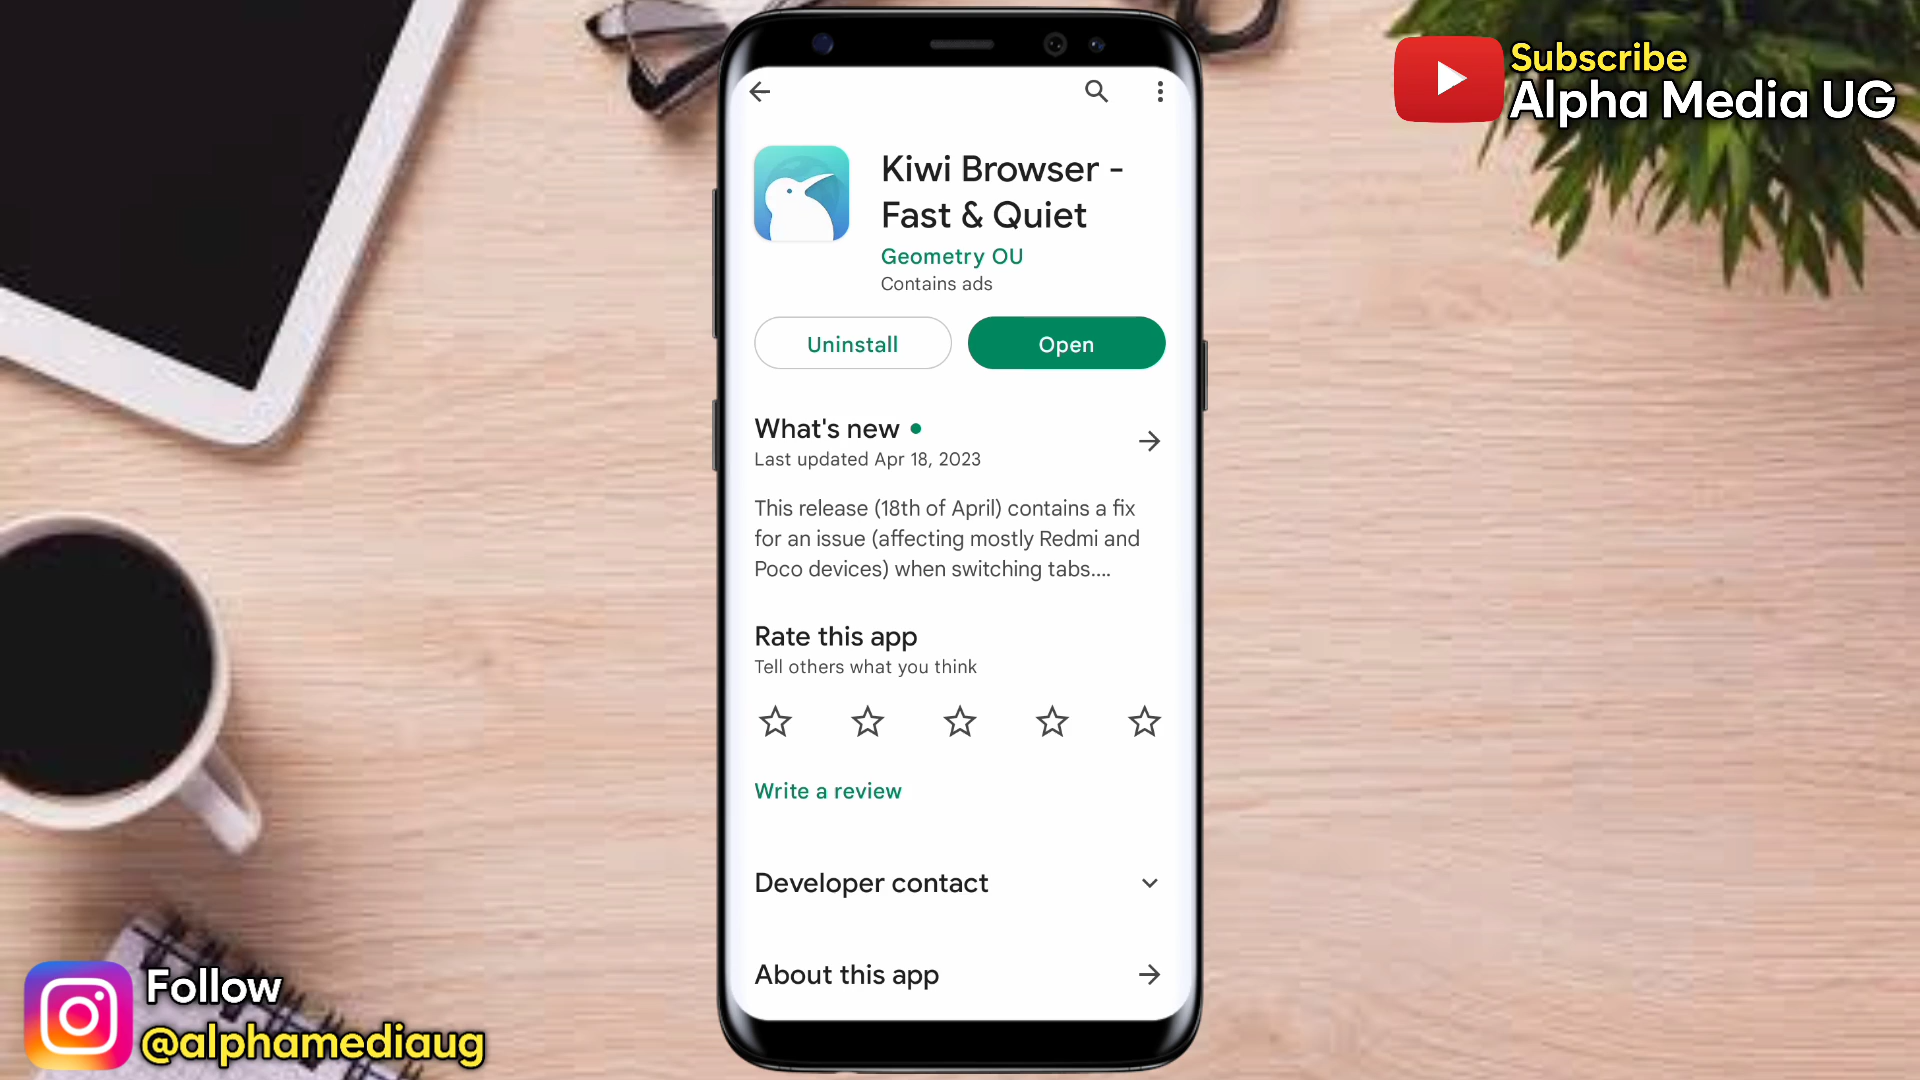 Subscribe
Alpha Media UG
Kiwi Browser -
Fast & Quiet
Geometry OU
Contains ads
Uninstall
Open
What's new
Last updated Apr 18, 2023
This release (18th of April) contains a fix
for an issue (affecting mostly Redmi and
Poco devices) when switching tabs....
Rate this app
Tell others what you think
Write a review
Developer contact
About this app
Follow
@alphamediaug